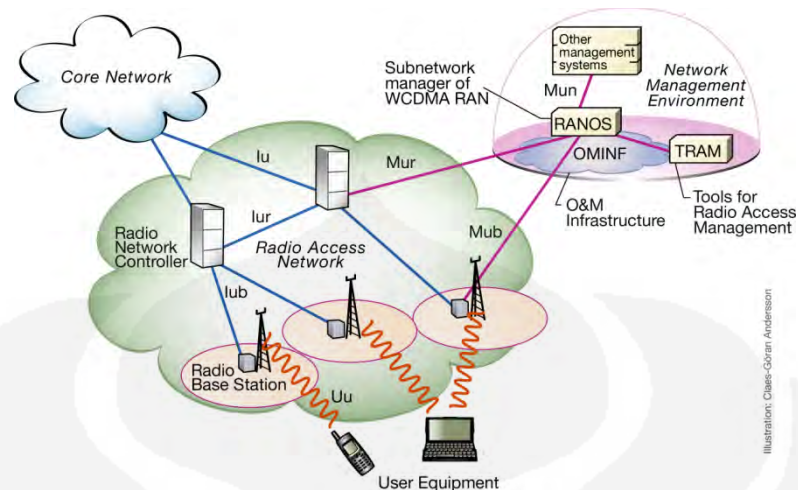 Core Network
Other
management
systems
Network
Management
Environment
Subnetwork
manager of
WCDMA RAN
Mun
RANOS
OMINF
TRAM
O&M
Infrastructure
Tools for
Radio Access
Management
Iu
Mur
Iur
Radio
Network
Controller
Radio Access
Network
Mub
Iub
Radio
Base Station
Uu
User Equipment
Illustration: Claes-Göran Andersson